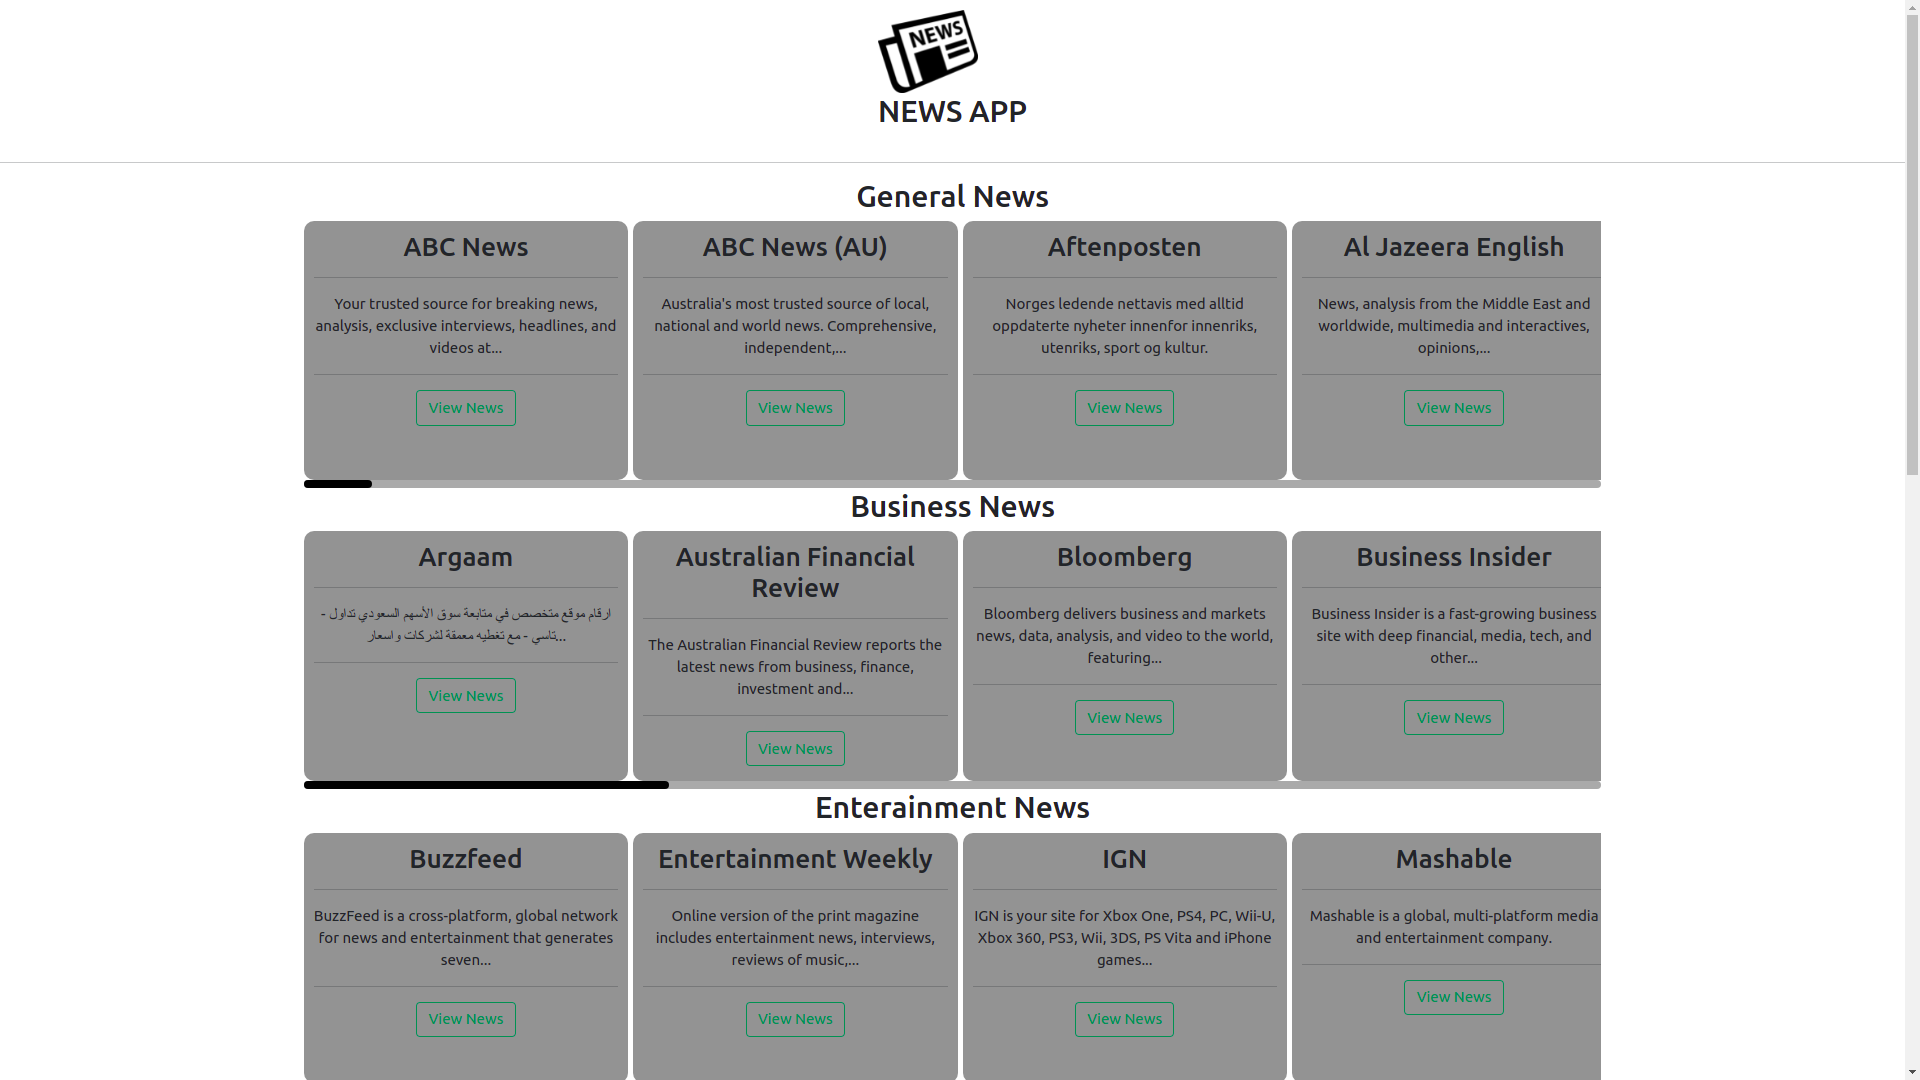 NEWS
NEWS APP
General News
ABC News
Your trusted source for breaking news,
analysis, exclusive interviews, headlines, and
videos at...
View News
ABC News (AU)
Australia's most trusted source of local,
national and world news. Comprehensive,
independent,...
View News
Aftenposten
Norges ledende nettavis med alltid
oppdaterte nyheter innenfor innenriks,
utenriks, sport og kultur.
View News
Al Jazeera English
News, analysis from the Middle East and
worldwide, multimedia and interactives,
opinions,...
View News
Business News
Argaam
ارقام موقع متخصص في متابعة سوق الأسهم السعودي تداول -
تاسي - مع تغطيه معمقة لشركات واسعار...
View News
Australian Financial
Review
The Australian Financial Review reports the
latest news from business, finance,
investment and...
View News
Bloomberg
Bloomberg delivers business and markets
news, data, analysis, and video to the world,
featuring...
View News
Business Insider
Business Insider is a fast-growing business
site with deep financial, media, tech, and
other...
View News
Enterainment News
Buzzfeed
BuzzFeed is a cross-platform, global network
for news and entertainment that generates
seven...
View News
Entertainment Weekly
Online version of the print magazine
includes entertainment news, interviews,
reviews of music,...
View News
IGN
IGN is your site for Xbox One, PS4, PC, Wii-U,
Xbox 360, PS3, Wii, 3DS, PS Vita and iPhone
games...
View News
Mashable
Mashable is a global, multi-platform media
and entertainment company.
View News